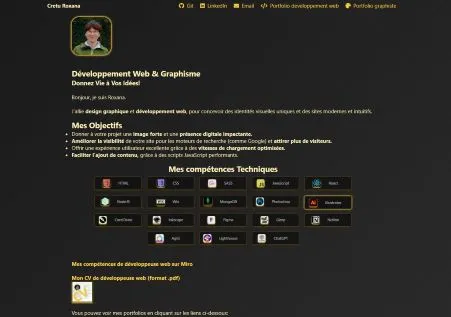 Cretu Roxana
Git LinkedIn Email Portfolio développement web Portfolio graphiste
Développement Web & Graphisme
Donnez Vie à Vos Idées!
Bonjour, je suis Roxana.
J'allie design graphique et développement web, pour concevoir des identités visuelles uniques et des sites modernes et intuitifs.
Mes Objectifs
Donner à votre projet une image forte et une présence digitale impactante.
Améliorer la visibilité de votre site pour les moteurs de recherche (comme Google) et attirer plus de visiteurs.
Offrir une expérience utilisateur excellente grâce à des vitesses de chargement optimisées.
Faciliter l'ajout de contenu, grâce à des scripts JavaScript performants.
Mes compétences Techniques
HTML CSS SASS JavaScript React
NodeJS Wix MongoDB Photoshop Illustrator
CorelDraw Inkscape Figma Gimp Notion
Agile Lighthouse ChatGPT
Mes compétences de développeuse web sur Miro
Mon CV de développeuse web (format .pdf)
Vous pouvez voir mes portfolios en cliquant sur les liens ci-dessous: